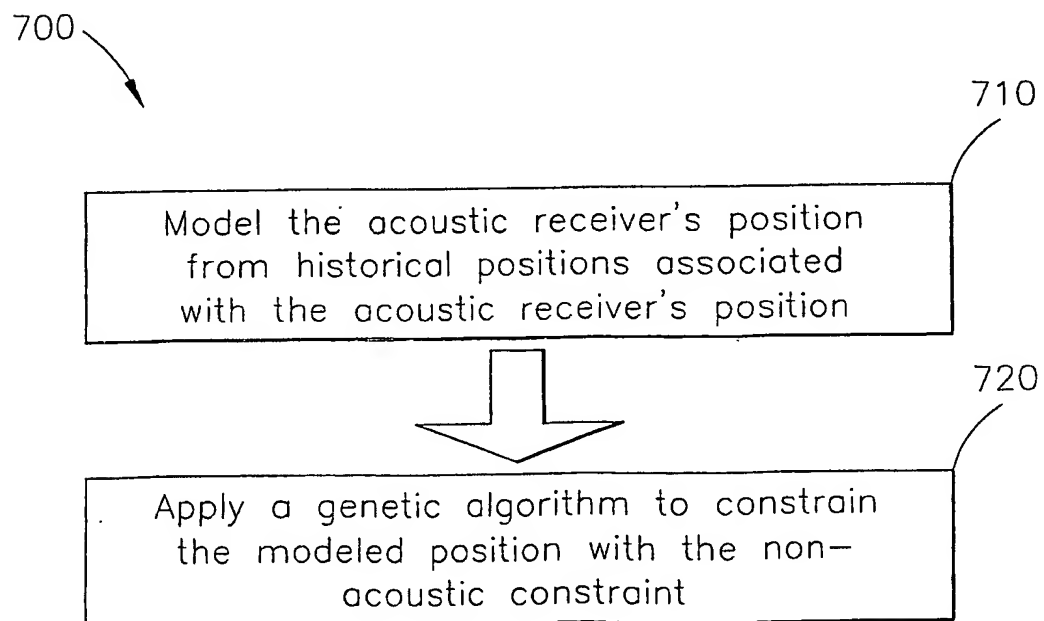 700
710
Model the acoustic receiver's position
from historical positions associated
with the acoustic receiver's position
720
Apply a genetic algorithm to constrain
the modeled position with the non-
acoustic constraint